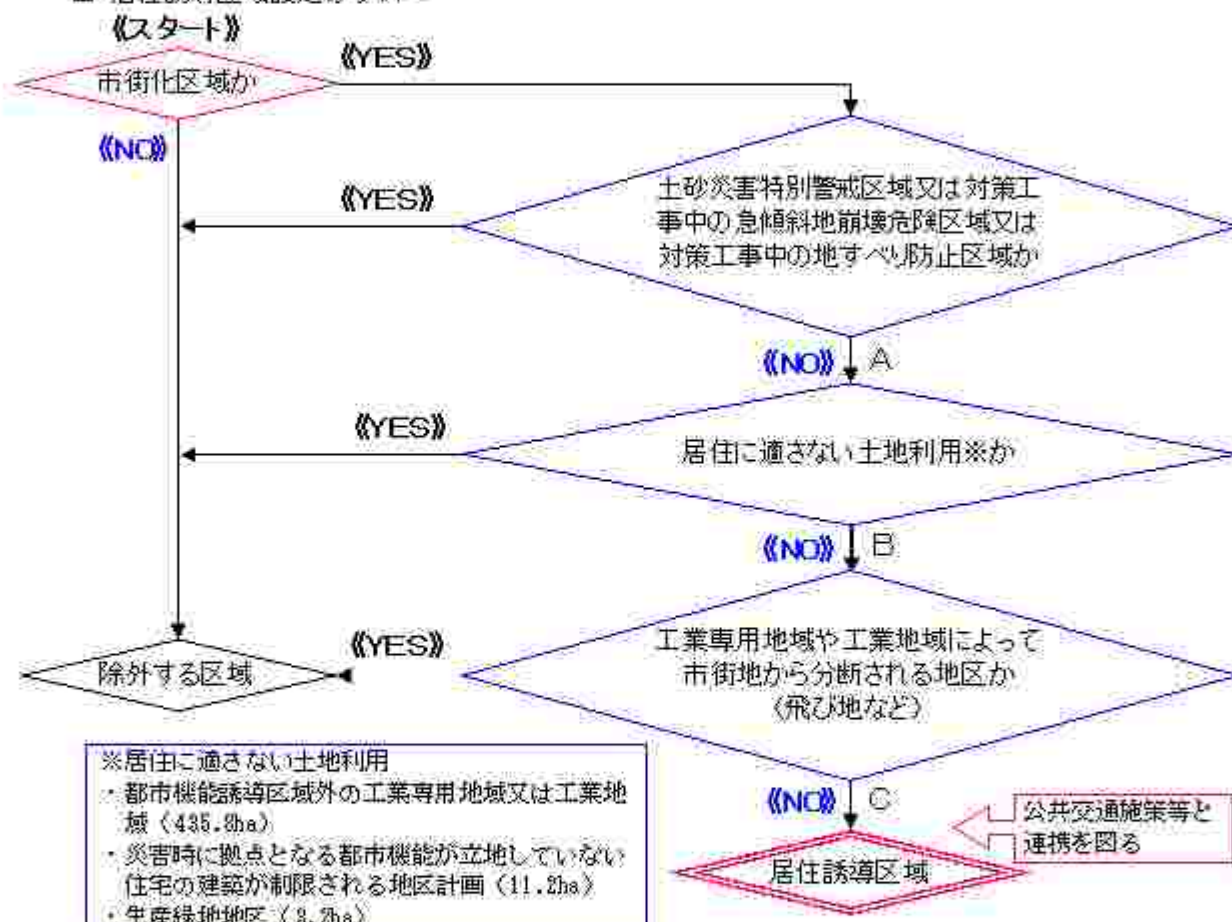 《スタート》
市街化区域か
《YES》
《NO》
土砂災害特別警戒区域又は対策工
事中の急傾斜地崩壊危険区域又は
対策工事中の地すべり防止区域か
《YES》
《NO》
A
居住に適さない土地利用※か
《YES》
《NO》
B
工業専用地域や工業地域によって
市街地から分断される地区か
(飛び地など)
《YES》
除外する区域
《NO》
C
居住誘導区域
公共交通施策等と
連携を図る
※居住に適さない土地利用
・都市機能誘導区域外の工業専用地域又は工業地
域(435.8ha)
・災害時に拠点となる都市機能が立地していない
住宅の建築が制限される地区計画(11.2ha)
・生産緑地地区